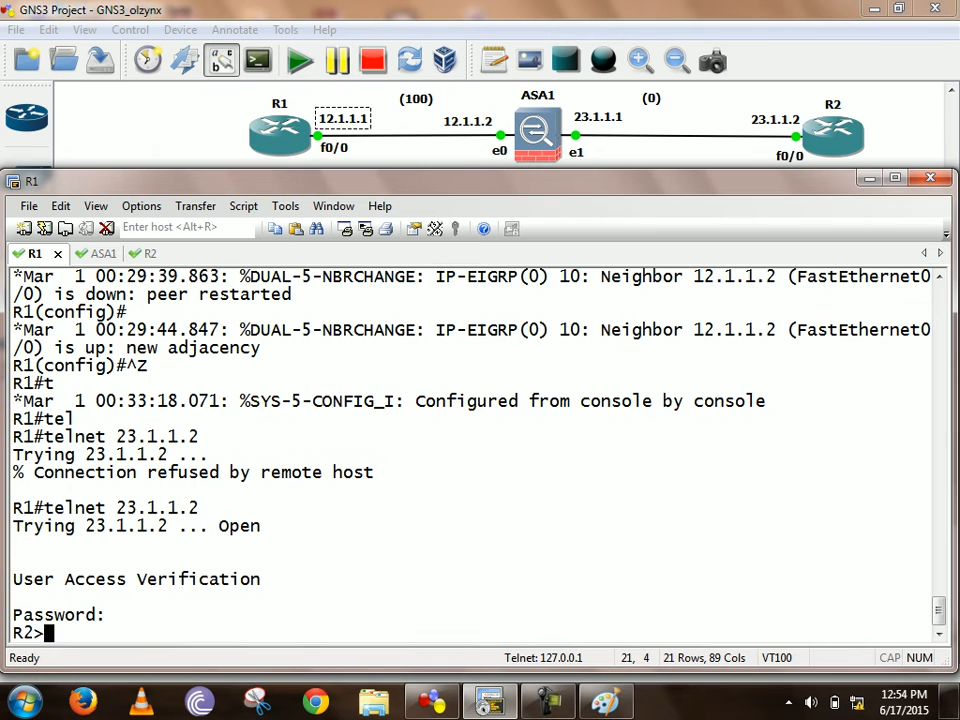 GNS3 Project - GNS3_olzynx
File Edit View Control Device Annotate Tools Help
R1 (100) ASA1 (0) R2
12.1.1.1 12.1.1.2 23.1.1.1 23.1.1.2
f0/0 e0 e1 f0/0
R1
File Edit View Options Transfer Script Tools Window Help
Enter host <Alt+R>
R1 ASA1 R2
*Mar 1 00:29:39.863: %DUAL-5-NBRCHANGE: IP-EIGRP(0) 10: Neighbor 12.1.1.2 (FastEthernet0
/0) is down: peer restarted
R1(config)#
*Mar 1 00:29:44.847: %DUAL-5-NBRCHANGE: IP-EIGRP(0) 10: Neighbor 12.1.1.2 (FastEthernet0
/0) is up: new adjacency
R1(config)#^Z
R1#t
*Mar 1 00:33:18.071: %SYS-5-CONFIG_I: Configured from console by console
R1#tel
R1#telnet 23.1.1.2
Trying 23.1.1.2 ...
% Connection refused by remote host
R1#telnet 23.1.1.2
Trying 23.1.1.2 ... Open
User Access Verification
Password:
R2>
Ready Telnet: 127.0.0.1 21, 4 21 Rows, 89 Cols VT100 CAP NUM
12:54 PM
6/17/2015